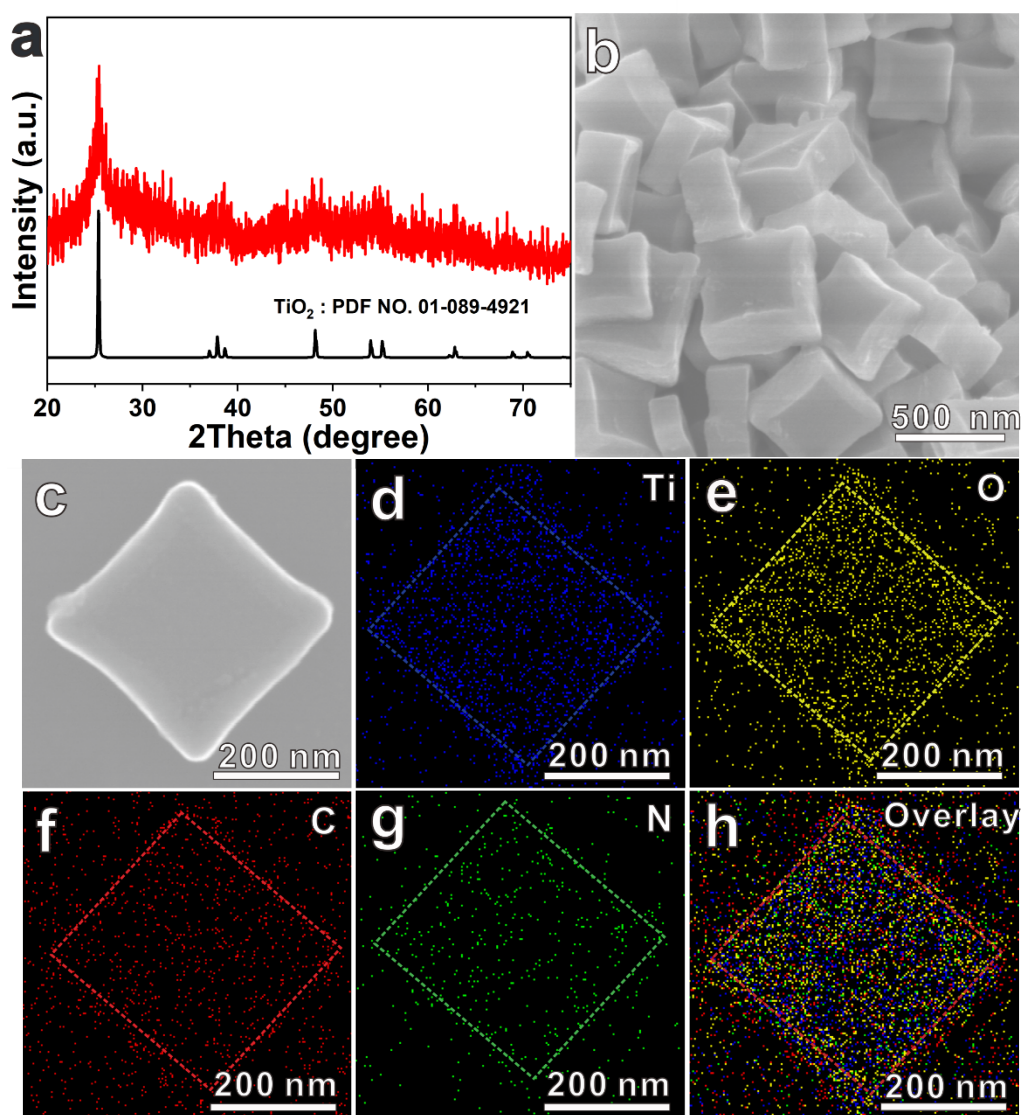 a
Intensity (a.u.)
TiO₂ : PDF NO. 01-089-4921
20 30 40 50 60 70
2Theta (degree)
b
500 nm
c
200 nm
d
Ti
200 nm
e
O
200 nm
f
C
200 nm
g
N
200 nm
h
Overlay
200 nm